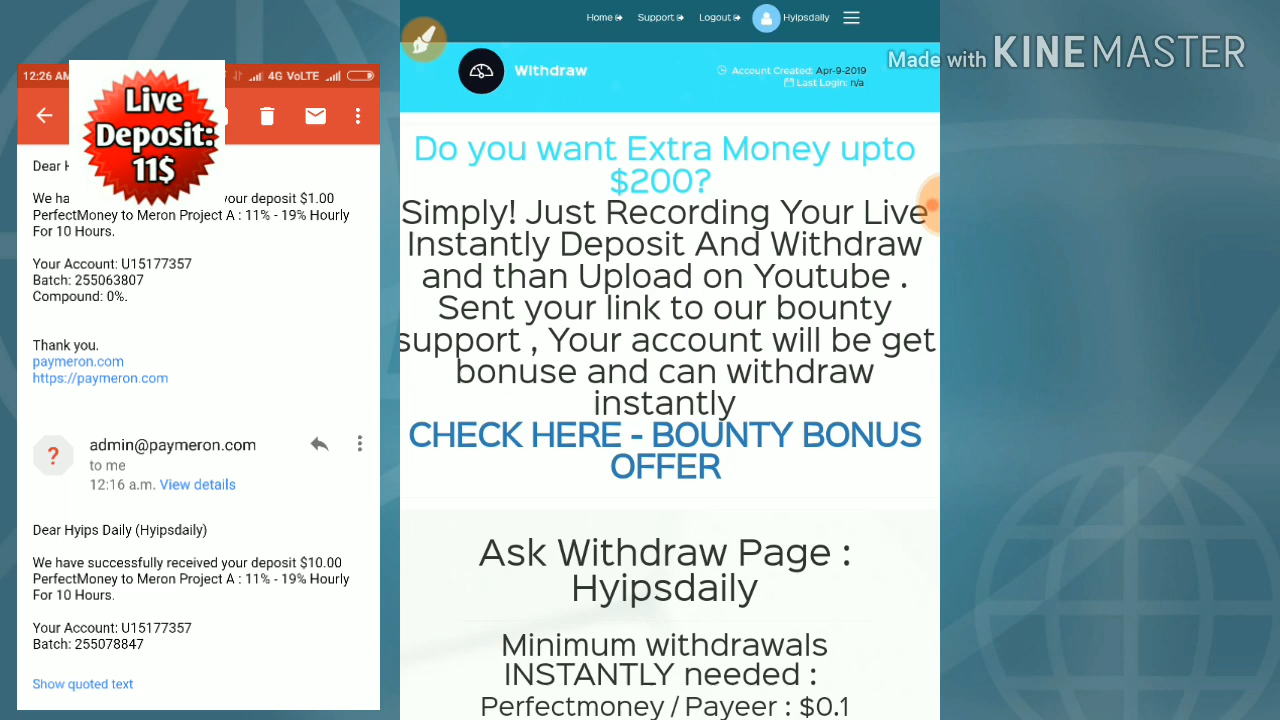 12:26 AM
4G VoLTE
Live
Deposit:
11$
Dear H
We ha
your deposit $1.00
PerfectMoney to Meron Project A : 11% - 19% Hourly
For 10 Hours.
Your Account: U15177357
Batch: 255063807
Compound: 0%.
Thank you.
paymeron.com
https://paymeron.com
?
admin@paymeron.com
to me
12:16 a.m. View details
Dear Hyips Daily (Hyipsdaily)
We have successfully received your deposit $10.00
PerfectMoney to Meron Project A : 11% - 19% Hourly
For 10 Hours.
Your Account: U15177357
Batch: 255078847
Show quoted text
Home Support Logout Hyipsdaily
Withdraw
Account Created: Apr-9-2019
Last Login: n/a
Do you want Extra Money upto
$200?
Simply! Just Recording Your Live
Instantly Deposit And Withdraw
and than Upload on Youtube .
Sent your link to our bounty
support , Your account will be get
bonuse and can withdraw
instantly
CHECK HERE - BOUNTY BONUS
OFFER
Ask Withdraw Page :
Hyipsdaily
Minimum withdrawals
INSTANTLY needed :
Perfectmoney / Payeer : $0.1
Made with KINEMASTER